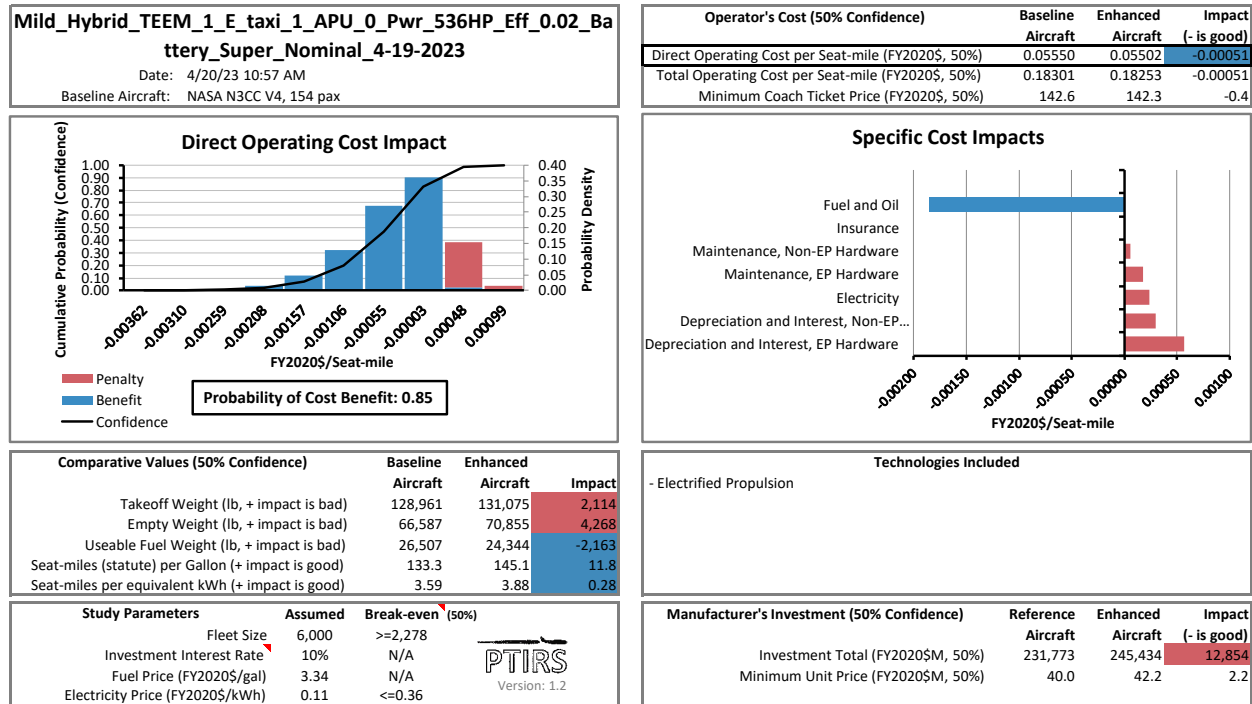 Mild_Hybrid_TEEM_1_E_taxi_1_APU_0_Pwr_536HP_Eff_0.02_Ba
ttery_Super_Nominal_4-19-2023
Date: 4/20/23 10:57 AM
Baseline Aircraft: NASA N3CC V4, 154 pax
Operator's Cost (50% Confidence) Baseline Enhanced Impact
Aircraft Aircraft (- is good)
Direct Operating Cost per Seat-mile (FY2020$, 50%) 0.05550 0.05502 -0.00051
Total Operating Cost per Seat-mile (FY2020$, 50%) 0.18301 0.18253 -0.00051
Minimum Coach Ticket Price (FY2020$, 50%) 142.6 142.3 -0.4
Direct Operating Cost Impact
Cumulative Probability (Confidence)
1.00
0.90
0.80
0.70
0.60
0.50
0.40
0.30
0.20
0.10
0.00
0.40
0.35
0.30
0.25
0.20
0.15
0.10
0.05
0.00
Probability Density
-0.00362
-0.00310
-0.00259
-0.00208
-0.00157
-0.00106
-0.00055
-0.00003
0.00048
0.00099
FY2020$/Seat-mile
Penalty
Benefit
Confidence
Probability of Cost Benefit: 0.85
Specific Cost Impacts
Fuel and Oil
Insurance
Maintenance, Non-EP Hardware
Maintenance, EP Hardware
Electricity
Depreciation and Interest, Non-EP...
Depreciation and Interest, EP Hardware
-0.00200
-0.00150
-0.00100
-0.00050
0.00000
0.00050
0.00100
FY2020$/Seat-mile
Comparative Values (50% Confidence) Baseline Enhanced
Aircraft Aircraft Impact
Takeoff Weight (lb, + impact is bad) 128,961 131,075 2,114
Empty Weight (lb, + impact is bad) 66,587 70,855 4,268
Useable Fuel Weight (lb, + impact is bad) 26,507 24,344 -2,163
Seat-miles (statute) per Gallon (+ impact is good) 133.3 145.1 11.8
Seat-miles per equivalent kWh (+ impact is good) 3.59 3.88 0.28
Technologies Included
- Electrified Propulsion
Study Parameters Assumed Break-even (50%)
Fleet Size 6,000 >=2,278
Investment Interest Rate 10% N/A
Fuel Price (FY2020$/gal) 3.34 N/A
Electricity Price (FY2020$/kWh) 0.11 <=0.36
PTIRS
Version: 1.2
Manufacturer's Investment (50% Confidence) Reference Enhanced Impact
Aircraft Aircraft (- is good)
Investment Total (FY2020$M, 50%) 231,773 245,434 12,854
Minimum Unit Price (FY2020$M, 50%) 40.0 42.2 2.2